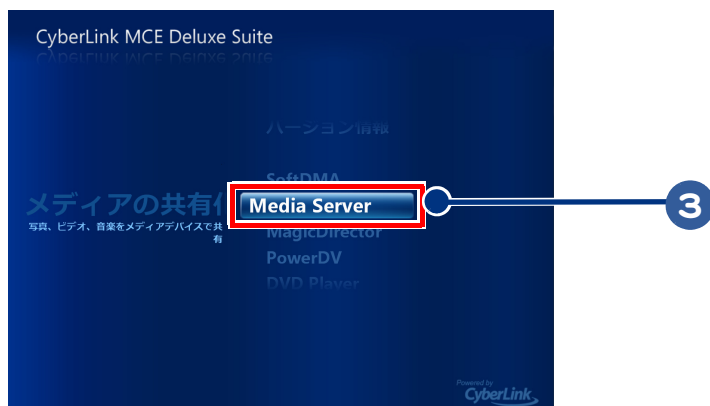 CyberLink MCE Deluxe Suite
バージョン情報
SoftDMA
メディアの共有化
Media Server
写真、ビデオ、音楽をメディアデバイスで共
有
MagicDirector
PowerDV
DVD Player
3
Powered by
CyberLink